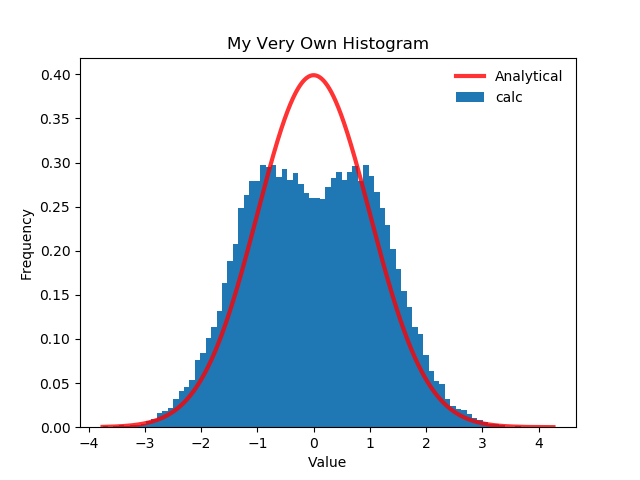 My Very Own Histogram
Analytical
calc
Frequency
0.40
0.35
0.30
0.25
0.20
0.15
0.10
0.05
0.00
−4 −3 −2 −1 0 1 2 3 4
Value